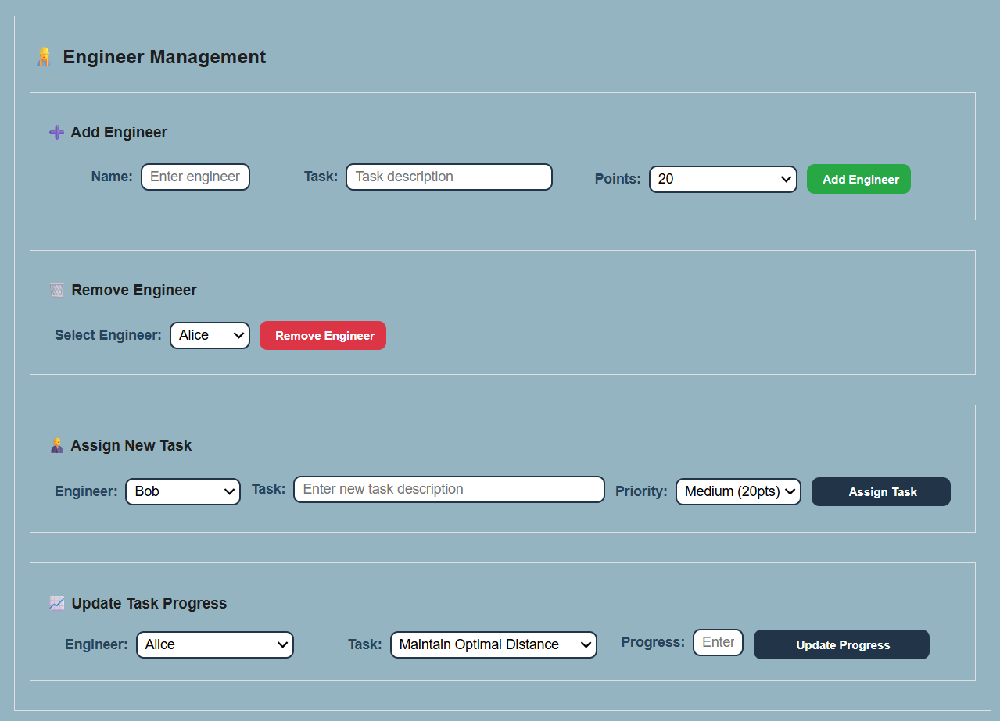 Engineer Management
Add Engineer
Name: Enter engineer Task: Task description Points: 20 Add Engineer
Remove Engineer
Select Engineer: Alice Remove Engineer
Assign New Task
Engineer: Bob Task: Enter new task description Priority: Medium (20pts) Assign Task
Update Task Progress
Engineer: Alice Task: Maintain Optimal Distance Progress: Enter Update Progress